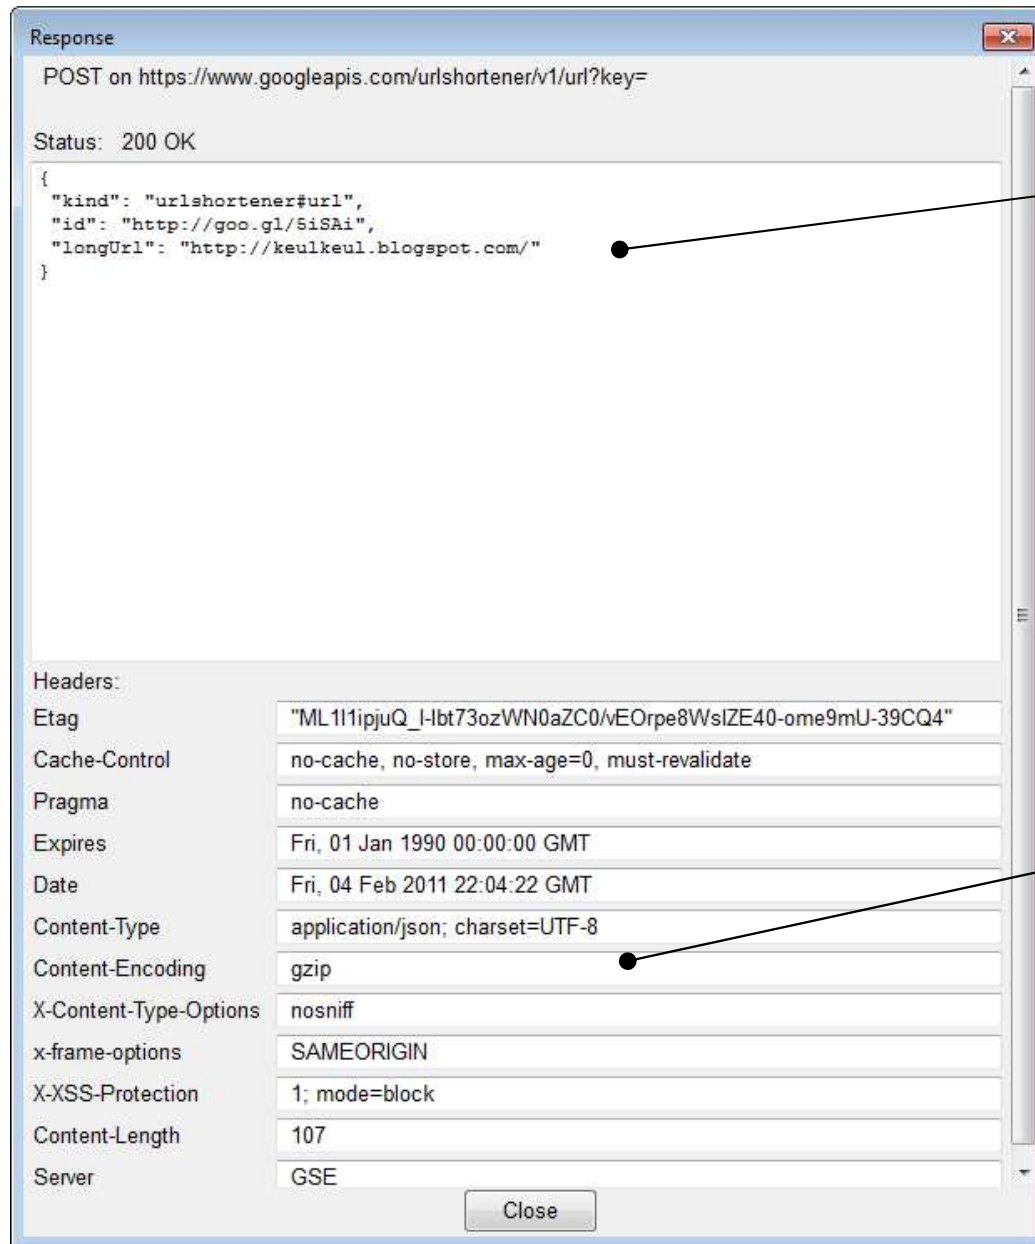 Response
POST on https://www.googleapis.com/urlshortener/v1/url?key=
Status: 200 OK
{
"kind": "urlshortener#url",
"id": "http://goo.gl/5iSAi",
"longUrl": "http://keulkeul.blogspot.com/"
}
Headers:
Etag "ML1I1ipjuQ_I-Ibt73ozWN0aZC0/vEOrpe8WsIZE40-ome9mU-39CQ4"
Cache-Control no-cache, no-store, max-age=0, must-revalidate
Pragma no-cache
Expires Fri, 01 Jan 1990 00:00:00 GMT
Date Fri, 04 Feb 2011 22:04:22 GMT
Content-Type application/json; charset=UTF-8
Content-Encoding gzip
X-Content-Type-Options nosniff
x-frame-options SAMEORIGIN
X-XSS-Protection 1; mode=block
Content-Length 107
Server GSE
Close